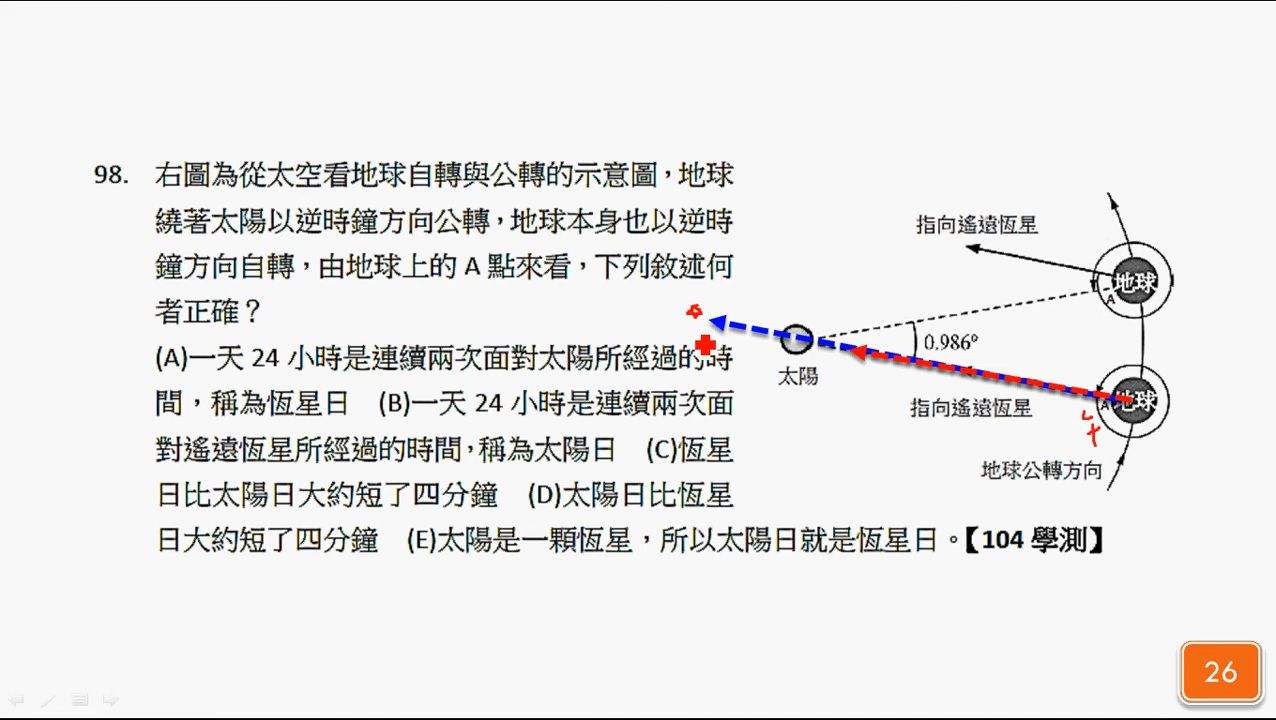 98. 右圖為從太空看地球自轉與公轉的示意圖，地球
繞著太陽以逆時鐘方向公轉，地球本身也以逆時
鐘方向自轉，由地球上的 A 點來看，下列敘述何
者正確？
(A)一天 24 小時是連續兩次面對太陽所經過的時
間，稱為恆星日 (B)一天 24 小時是連續兩次面
對遙遠恆星所經過的時間，稱為太陽日 (C)恆星
日比太陽日大約短了四分鐘 (D)太陽日比恆星
日大約短了四分鐘 (E)太陽是一顆恆星，所以太陽日就是恆星日。【104 學測】
指向遙遠恆星
地球
A
0.986°
太陽
地球
A
指向遙遠恆星
地球公轉方向
26